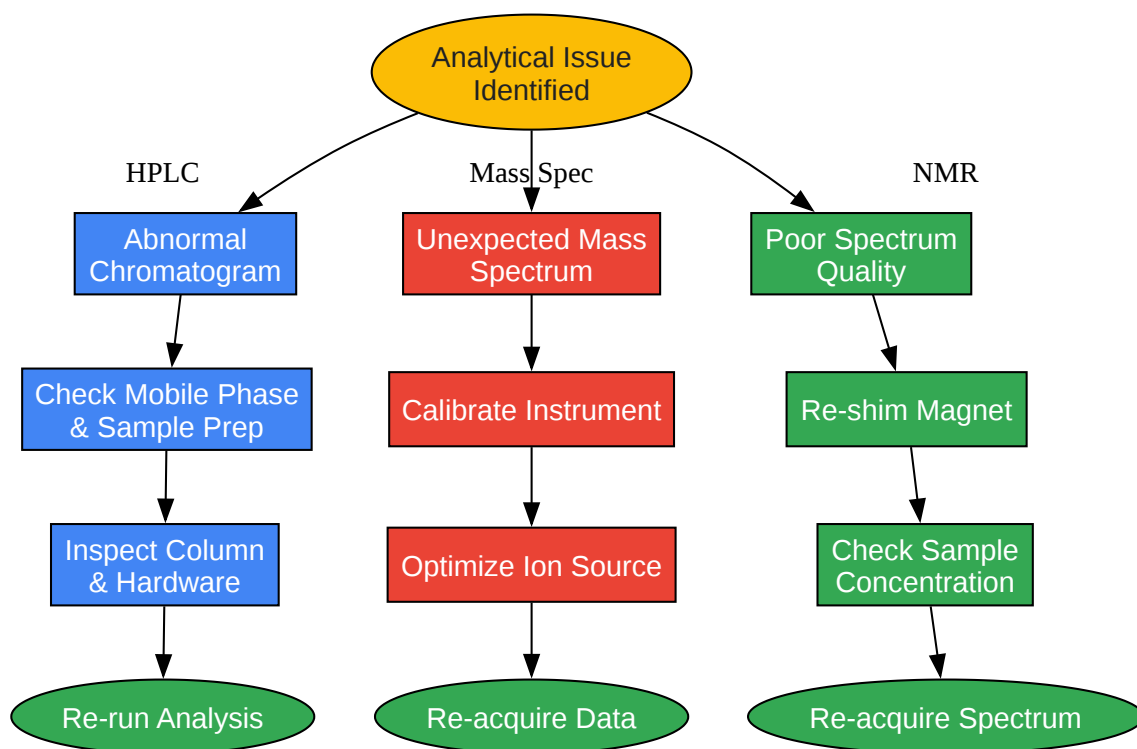 Analytical Issue
Identified
HPLC
Mass Spec
NMR
Abnormal
Chromatogram
Unexpected Mass
Spectrum
Poor Spectrum
Quality
Check Mobile Phase
& Sample Prep
Calibrate Instrument
Re-shim Magnet
Inspect Column
& Hardware
Optimize Ion Source
Check Sample
Concentration
Re-run Analysis
Re-acquire Data
Re-acquire Spectrum